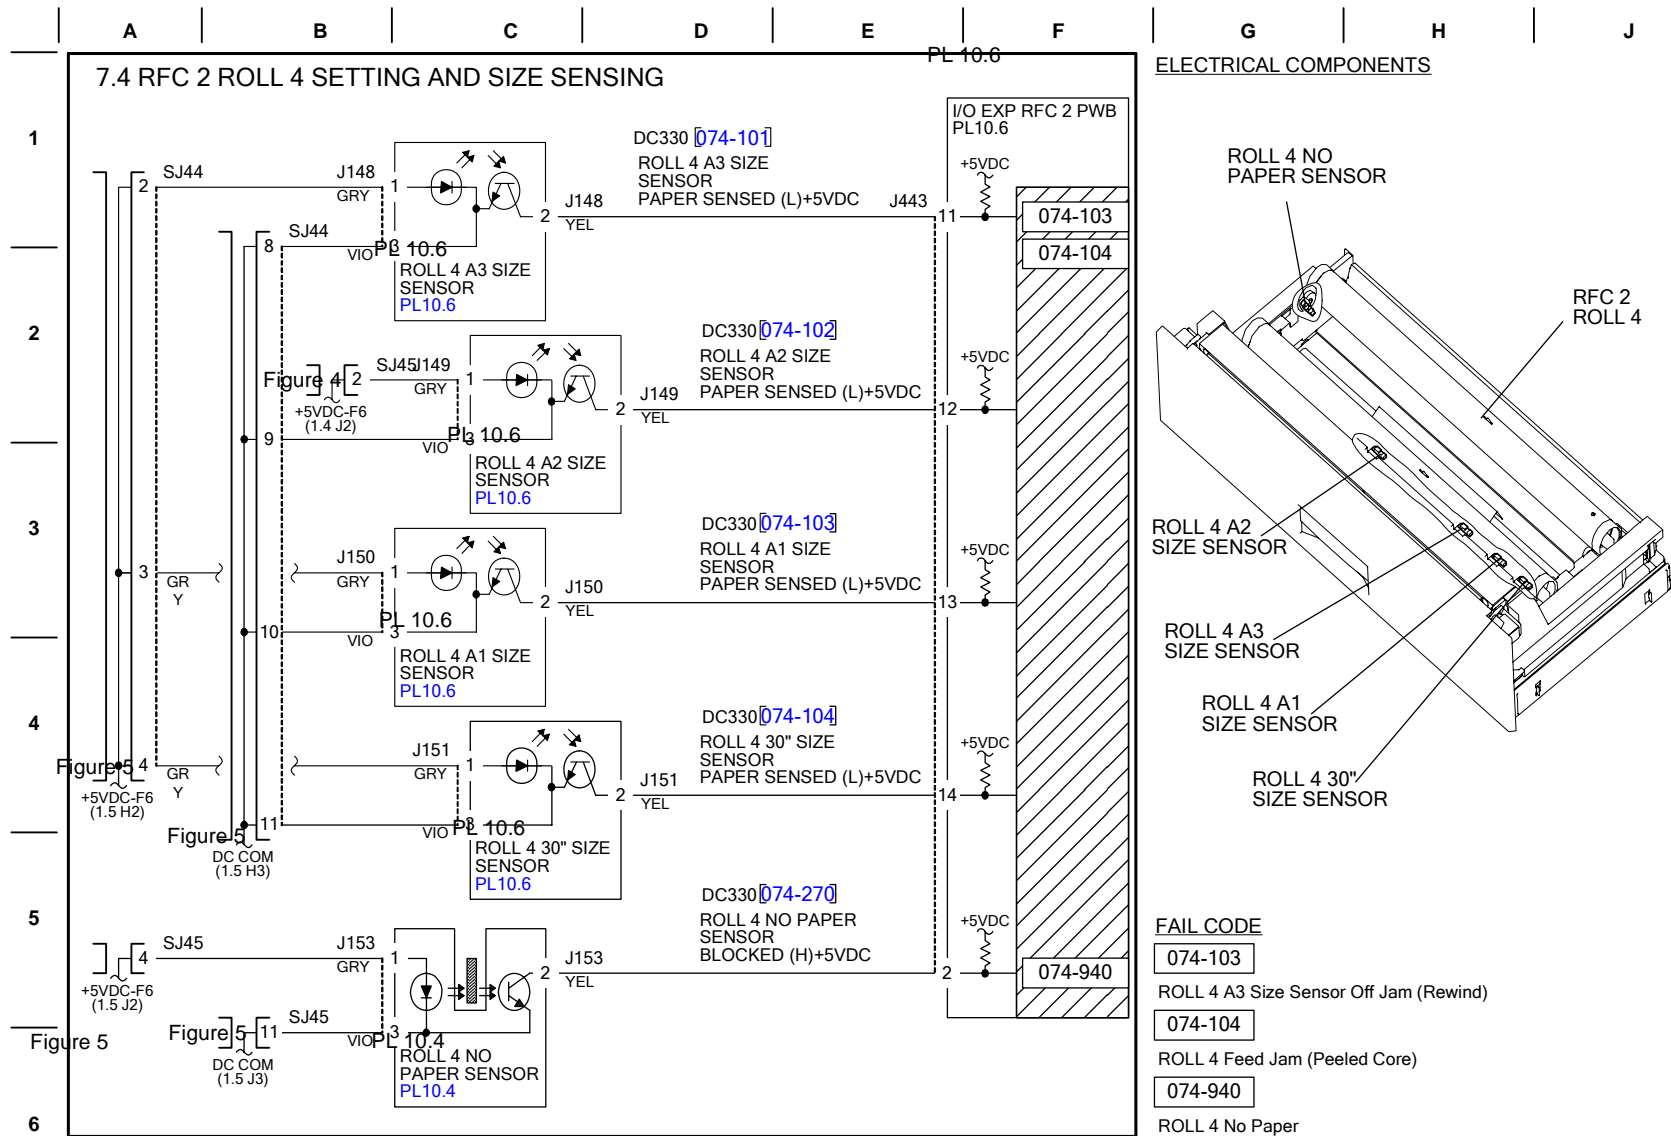 A B C D E F G H J
PL 10.6
7.4 RFC 2 ROLL 4 SETTING AND SIZE SENSING
ELECTRICAL COMPONENTS
1
2
3
4
5
6
I/O EXP RFC 2 PWB
PL10.6
DC330 [074-101]
ROLL 4 A3 SIZE
SENSOR
PAPER SENSED (L)+5VDC
+5VDC
2
SJ44
J148
GRY
1
2
J148
YEL
J443
11
074-103
074-104
8
SJ44
VIO
3
PL 10.6
ROLL 4 A3 SIZE
SENSOR
PL10.6
DC330 [074-102]
ROLL 4 A2 SIZE
SENSOR
PAPER SENSED (L)+5VDC
+5VDC
Figure 4
2
SJ45
J149
GRY
1
2
J149
YEL
12
+5VDC-F6
(1.4 J2)
9
VIO
3
PL 10.6
ROLL 4 A2 SIZE
SENSOR
PL10.6
DC330 [074-103]
ROLL 4 A1 SIZE
SENSOR
PAPER SENSED (L)+5VDC
+5VDC
3
GR
Y
J150
GRY
1
2
J150
YEL
13
10
VIO
3
PL 10.6
ROLL 4 A1 SIZE
SENSOR
PL10.6
DC330 [074-104]
ROLL 4 30" SIZE
SENSOR
PAPER SENSED (L)+5VDC
+5VDC
Figure 5
4
GR
Y
+5VDC-F6
(1.5 H2)
J151
GRY
1
2
J151
YEL
14
Figure 5
11
DC COM
(1.5 H3)
VIO
3
PL 10.6
ROLL 4 30" SIZE
SENSOR
PL10.6
DC330 [074-270]
ROLL 4 NO PAPER
SENSOR
BLOCKED (H)+5VDC
+5VDC
4
SJ45
+5VDC-F6
(1.5 J2)
J153
GRY
1
2
J153
YEL
2
074-940
Figure 5
Figure 5
11
SJ45
DC COM
(1.5 J3)
VIO
3
PL 10.4
ROLL 4 NO
PAPER SENSOR
PL10.4
ROLL 4 NO
PAPER SENSOR
RFC 2
ROLL 4
ROLL 4 A2
SIZE SENSOR
ROLL 4 A3
SIZE SENSOR
ROLL 4 A1
SIZE SENSOR
ROLL 4 30"
SIZE SENSOR
FAIL CODE
074-103
ROLL 4 A3 Size Sensor Off Jam (Rewind)
074-104
ROLL 4 Feed Jam (Peeled Core)
074-940
ROLL 4 No Paper